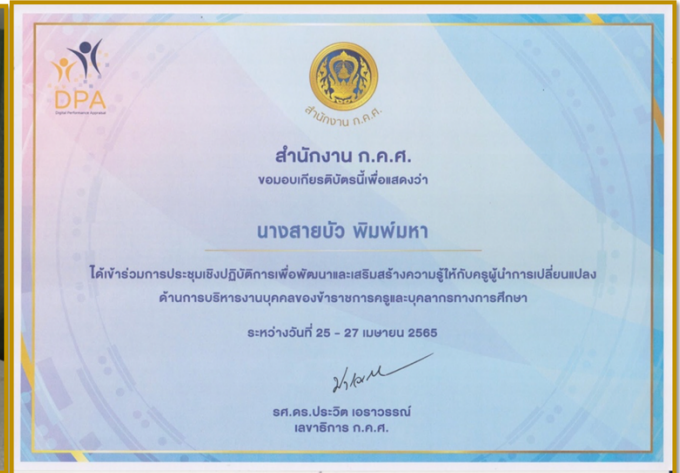 DPA
Digital Performance Appraisal
สำนักงาน ก.ค.ศ.
สำนักงาน ก.ค.ศ.
ขอมอบเกียรติบัตรนี้เพื่อแสดงว่า
นางสายบัว พิมพ์มหา
ได้เข้าร่วมการประชุมเชิงปฏิบัติการเพื่อพัฒนาและเสริมสร้างความรู้ให้กับครูผู้นำการเปลี่ยนแปลง
ด้านการบริหารงานบุคคลของข้าราชการครูและบุคลากรทางการศึกษา
ระหว่างวันที่ 25 - 27 เมษายน 2565
รศ.ดร.ประวิต เอราวรรณ์
เลขาธิการ ก.ค.ศ.